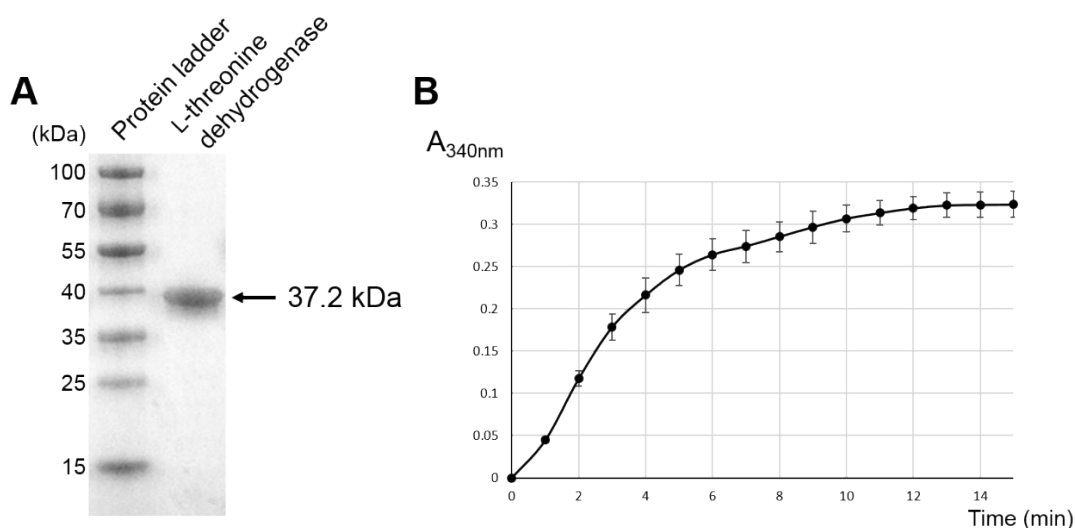 A
(kDa)
Protein ladder
L-threonine
dehydrogenase
100
70
55
40
35
25
15
37.2 kDa
B
A340nm
0.35
0.3
0.25
0.2
0.15
0.1
0.05
0
0 2 4 6 8 10 12 14
Time (min)